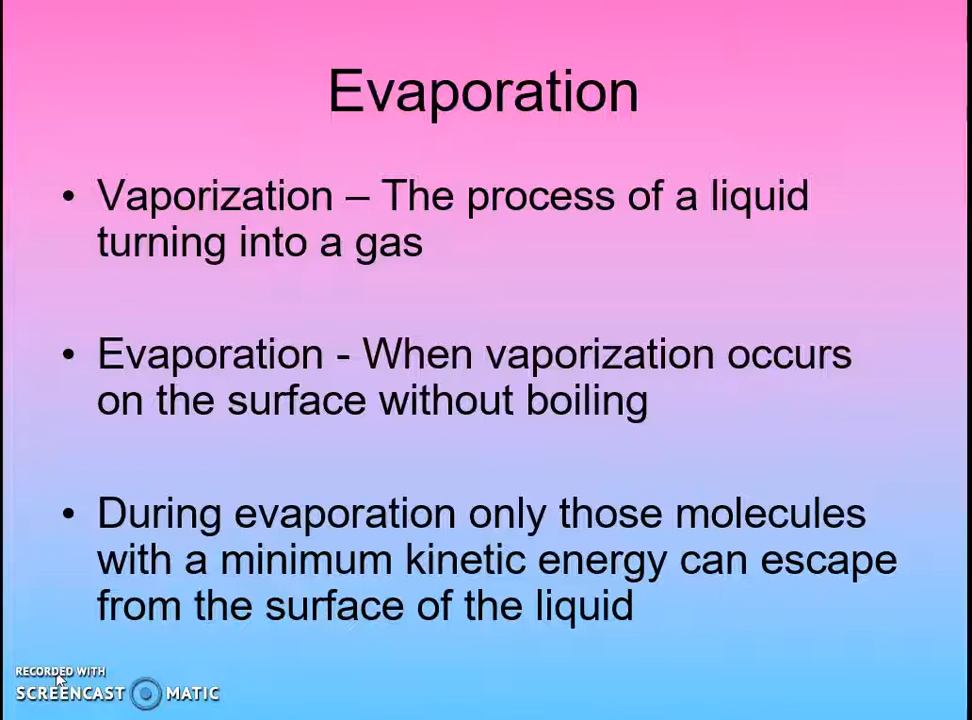 Evaporation
• Vaporization – The process of a liquid
turning into a gas
• Evaporation - When vaporization occurs
on the surface without boiling
• During evaporation only those molecules
with a minimum kinetic energy can escape
from the surface of the liquid
RECORDED WITH
SCREENCAST MATIC